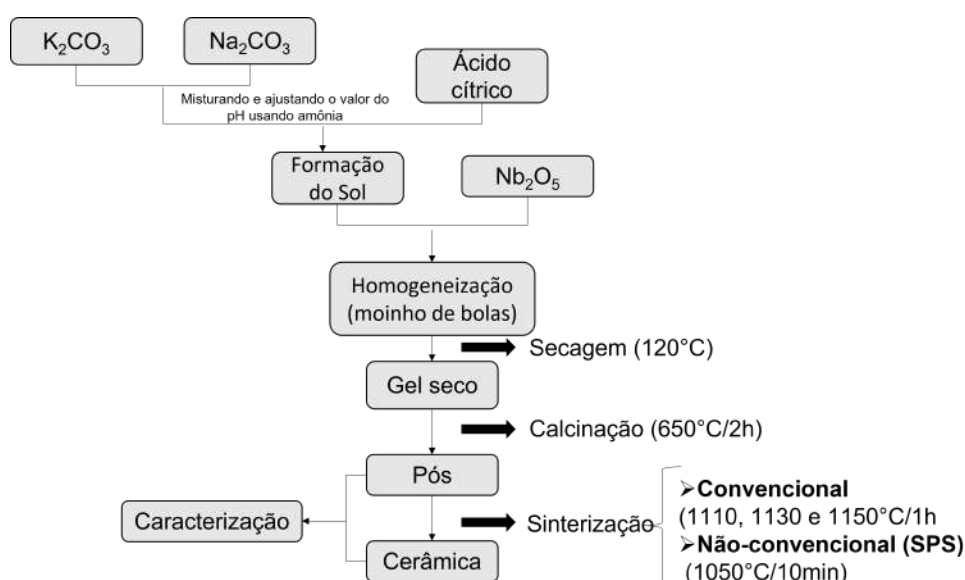 K₂CO₃
Na₂CO₃
Ácido
cítrico
Misturando e ajustando o valor do
pH usando amônia
Formação
do Sol
Nb₂O₅
Homogeneização
(moinho de bolas)
Secagem (120°C)
Gel seco
Calcinação (650°C/2h)
Pós
Caracterização
Sinterização
➢Convencional
(1110, 1130 e 1150°C/1h
➢Não-convencional (SPS)
(1050°C/10min)
Cerâmica